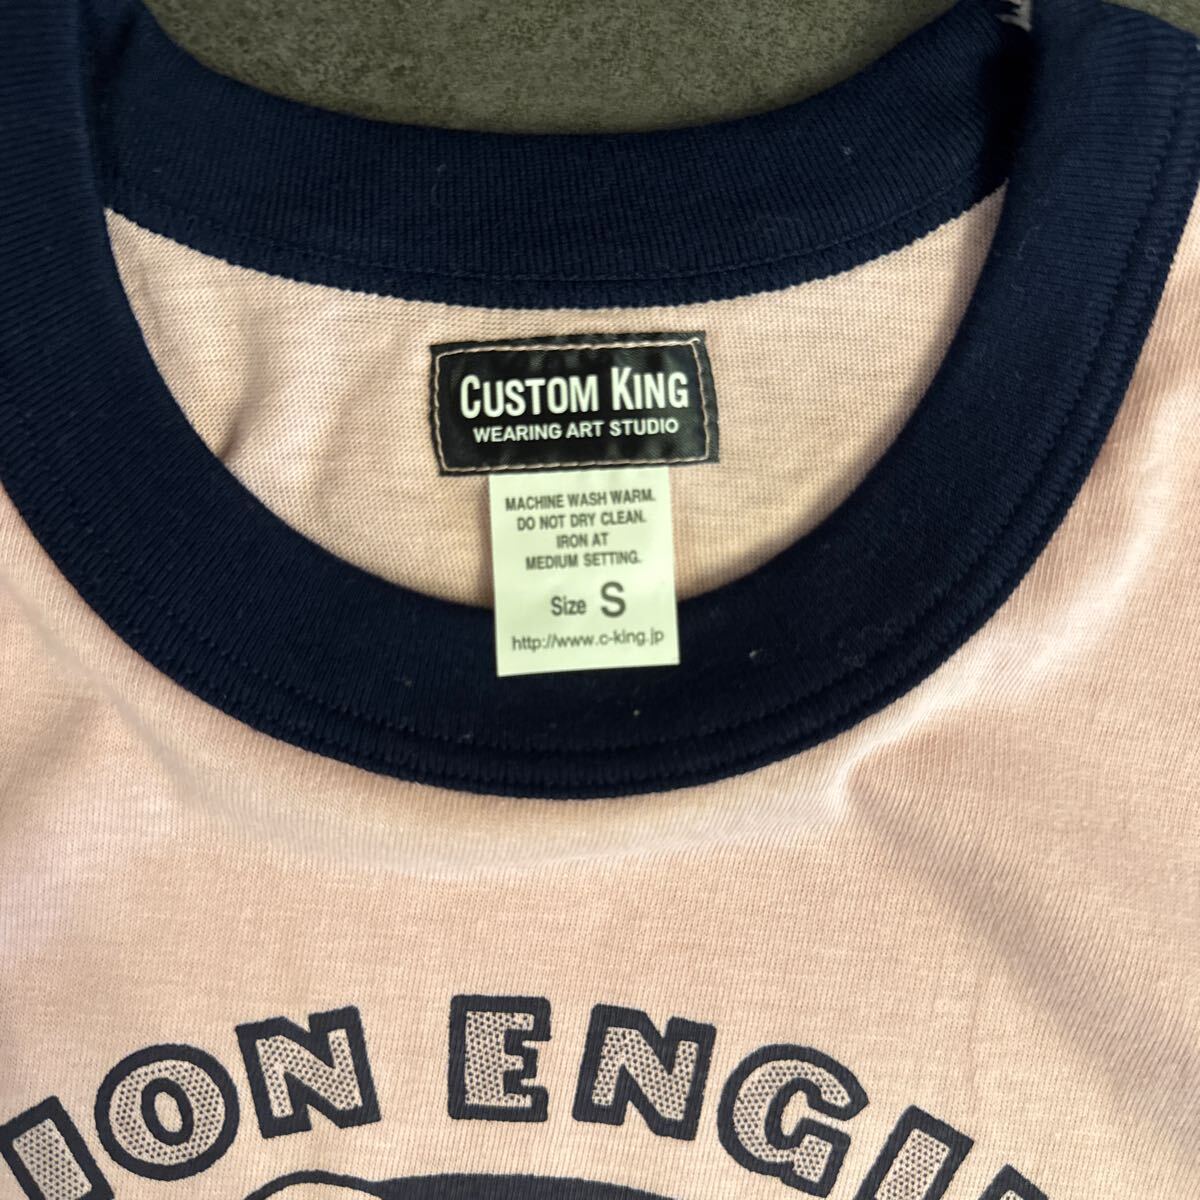 CUSTOM KING
WEARING ART STUDIO
MACHINE WASH WARM.
DO NOT DRY CLEAN.
IRON AT
MEDIUM SETTING.
Size S
http://www.c-king.jp
ION ENGI